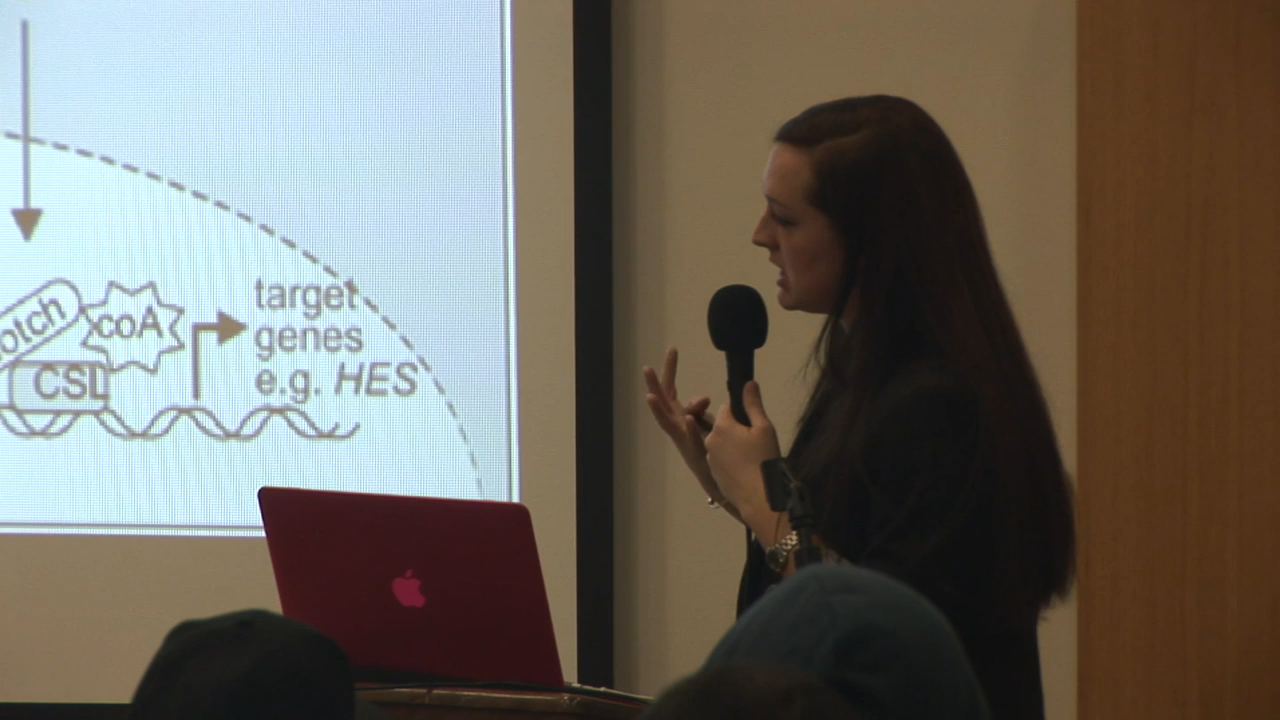 otch
coA
CSL
target
genes
e.g. HES